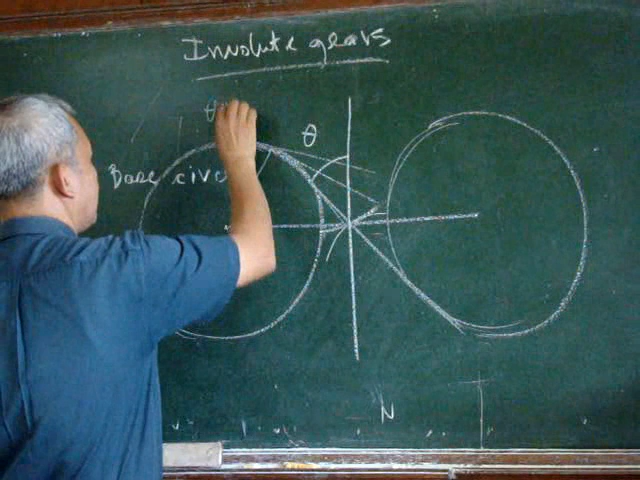 Involute gears
θ
θ
Base circ
N